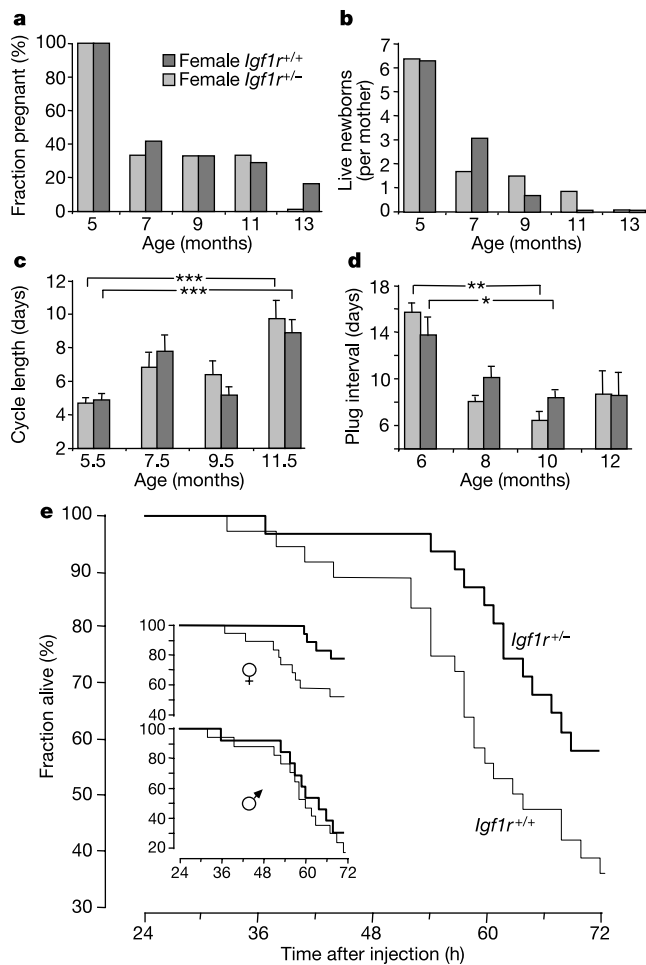 a
Fraction pregnant (%)
100
80
60
40
20
0
5 7 9 11 13
Age (months)
Female Igf1r+/+
Female Igf1r+/−
b
Live newborns
(per mother)
7
6
5
4
3
2
1
0
5 7 9 11 13
Age (months)
c
Cycle length (days)
12
10
8
6
4
2
***
***
5.5 7.5 9.5 11.5
Age (months)
d
Plug interval (days)
18
16
14
10
8
6
**
*
6 8 10 12
Age (months)
e
Fraction alive (%)
100
90
80
70
60
50
40
30
Igf1r+/−
Igf1r+/+
100
80
60
40
♀
100
80
60
40
20
♂
24 36 48 60 72
24 36 48 60 72
Time after injection (h)